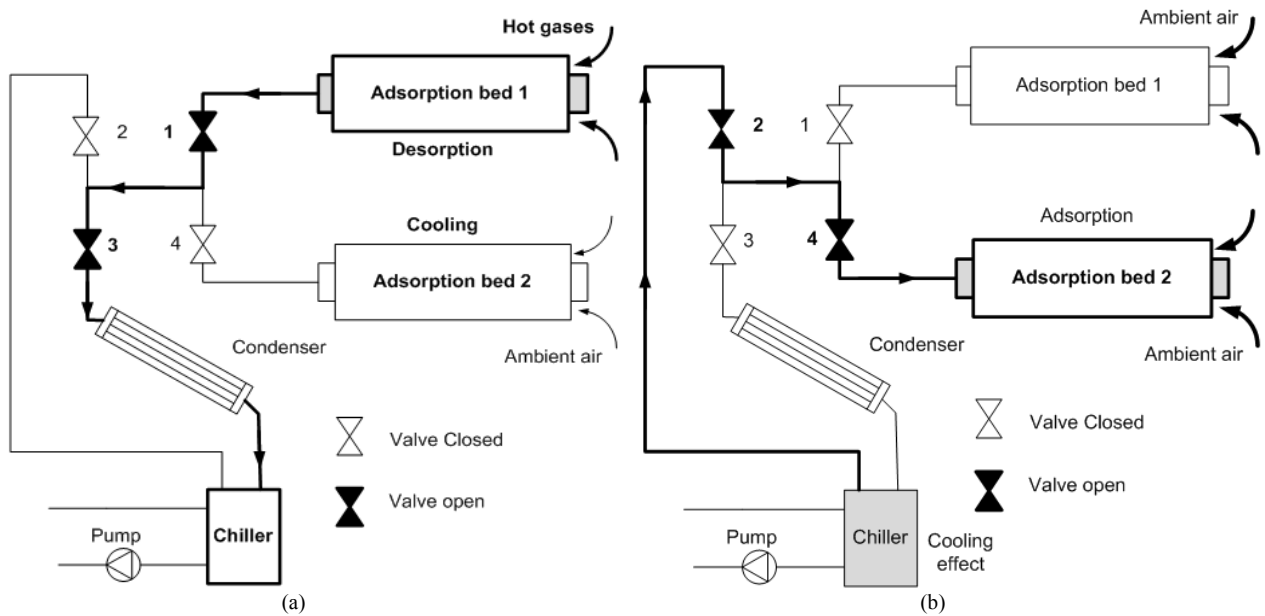 Hot gases
Adsorption bed 1
Desorption
2
1
3
4
Cooling
Adsorption bed 2
Ambient air
Condenser
Valve Closed
Valve open
Pump
Chiller
(a)
Ambient air
Adsorption bed 1
2
1
Adsorption
3
4
Adsorption bed 2
Ambient air
Condenser
Valve Closed
Valve open
Pump
Chiller
Cooling
effect
(b)